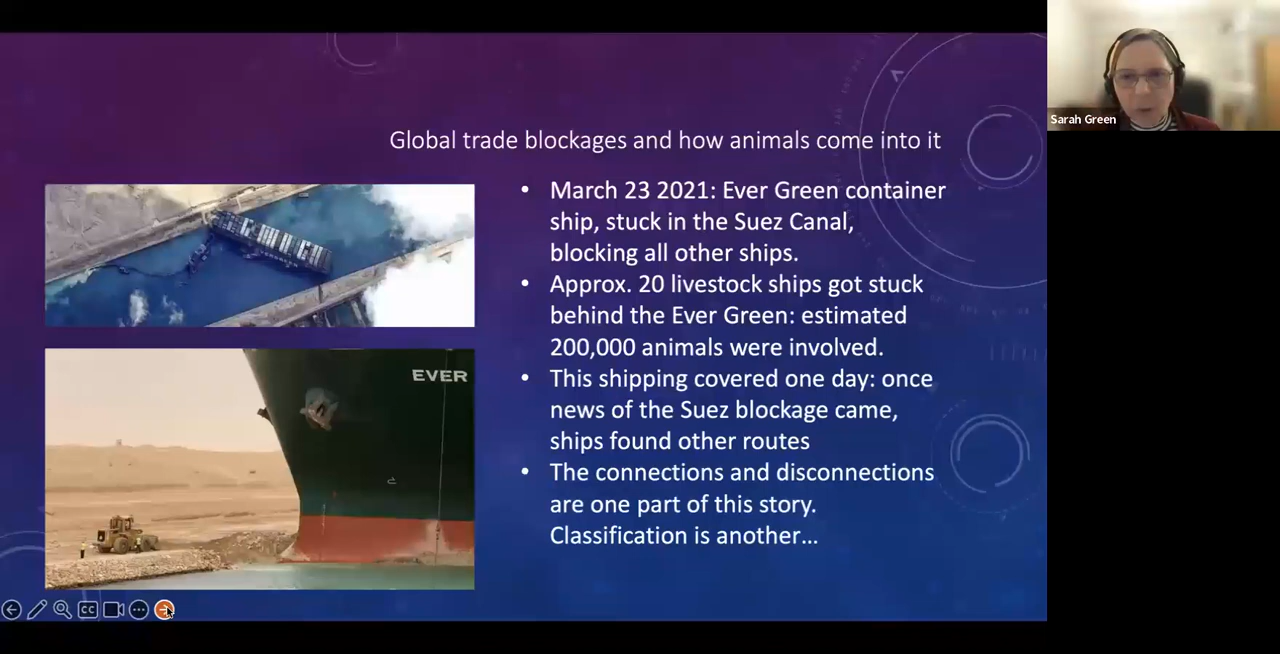 Sarah Green
Global trade blockages and how animals come into it
• March 23 2021: Ever Green container
ship, stuck in the Suez Canal,
blocking all other ships.
• Approx. 20 livestock ships got stuck
behind the Ever Green: estimated
200,000 animals were involved.
• This shipping covered one day: once
news of the Suez blockage came,
ships found other routes
• The connections and disconnections
are one part of this story.
Classification is another...
EVER
CC